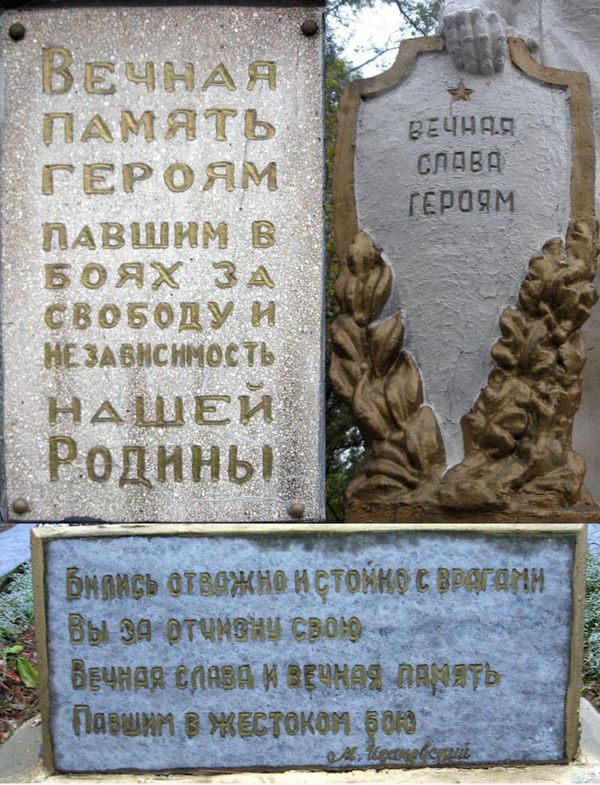 Вечная
память
героям
павшим в
боях за
свободу и
независимость
нашей
Родины
ВЕЧНАЯ
СЛАВА
ГЕРОЯМ
Бились отважно и стойко с врагами
Вы за отчизну свою
Вечная слава и вечная память
Павшим в жестоком бою
М.